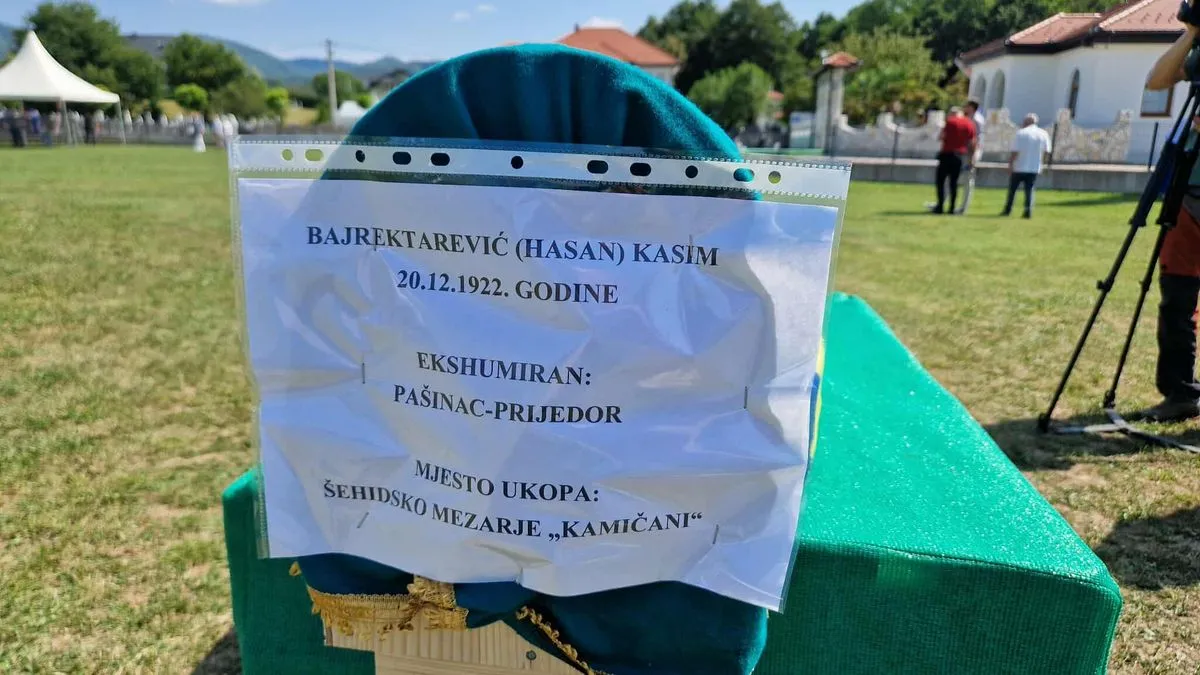 BAJREKTAREVIĆ (HASAN) KASIM
20.12.1922. GODINE
EKSHUMIRAN:
PAŠINAC-PRIJEDOR
MJESTO UKOPA:
ŠEHIDSKO MEZARJE „KAMIČANI“